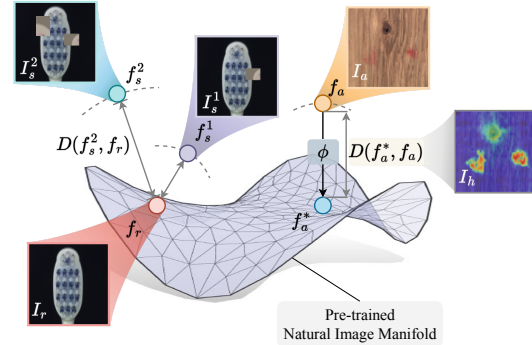 I_s^2
I_s^1
I_a
f_s^2
f_a
f_s^1
D(f_s^2, f_r)
ϕ
D(f_a^*, f_a)
I_h
f_r
f_a^*
I_r
Pre-trained
Natural Image Manifold